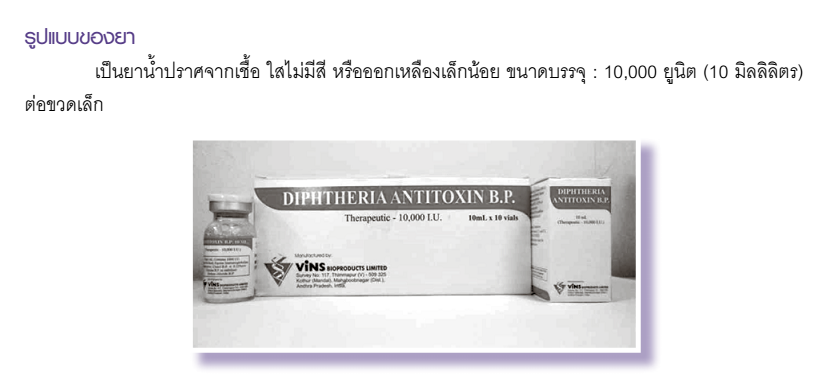 รูปแบบของยา
เป็นยาน้ำปราศจากเชื้อ ใสไม่มีสี หรือออกเหลืองเล็กน้อย ขนาดบรรจุ : 10,000 ยูนิต (10 มิลลิลิตร)
ต่อขวดเล็ก
DIPHTHERIA ANTITOXIN B.P.
Therapeutic - 10,000 I.U.
10mL x 10 vials
Manufactured by:
VINS BIOPRODUCTS LIMITED
Survey No: 117, Thimmapur (V) - 509 325
Kothur (Mandal), Mahaboobnagar (Dist.),
Andhra Pradesh, India.
DIPHTHERIA
ANTITOXIN B.P.
10 mL
(Therapeutic - 10,000 I.U.)
VINS
ANTITOXIN B.P.
VINS